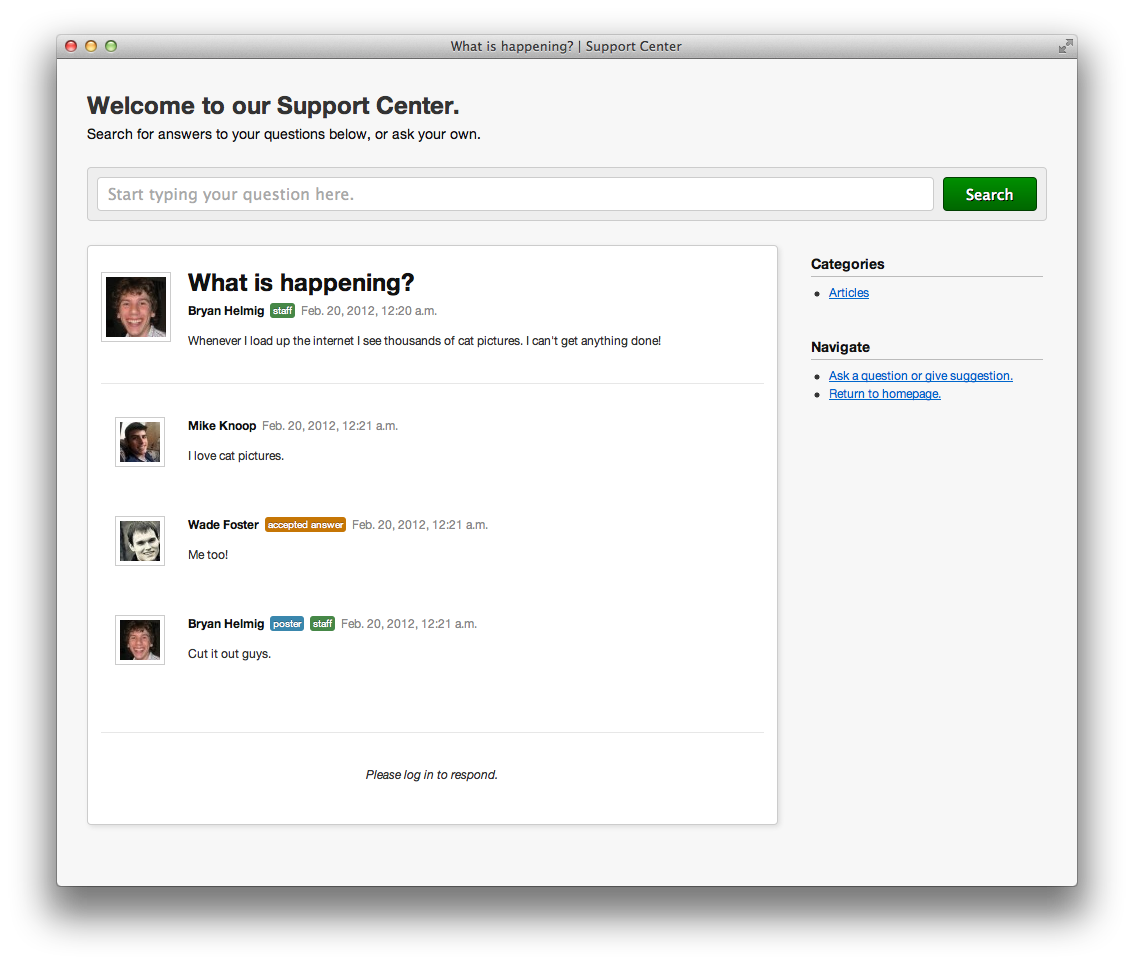 What is happening? | Support Center
Welcome to our Support Center.
Search for answers to your questions below, or ask your own.
Start typing your question here.
Search
What is happening?
Bryan Helmig staff Feb. 20, 2012, 12:20 a.m.
Whenever I load up the internet I see thousands of cat pictures. I can't get anything done!
Mike Knoop Feb. 20, 2012, 12:21 a.m.
I love cat pictures.
Wade Foster accepted answer Feb. 20, 2012, 12:21 a.m.
Me too!
Bryan Helmig poster staff Feb. 20, 2012, 12:21 a.m.
Cut it out guys.
Please log in to respond.
Categories
Articles
Navigate
Ask a question or give suggestion.
Return to homepage.